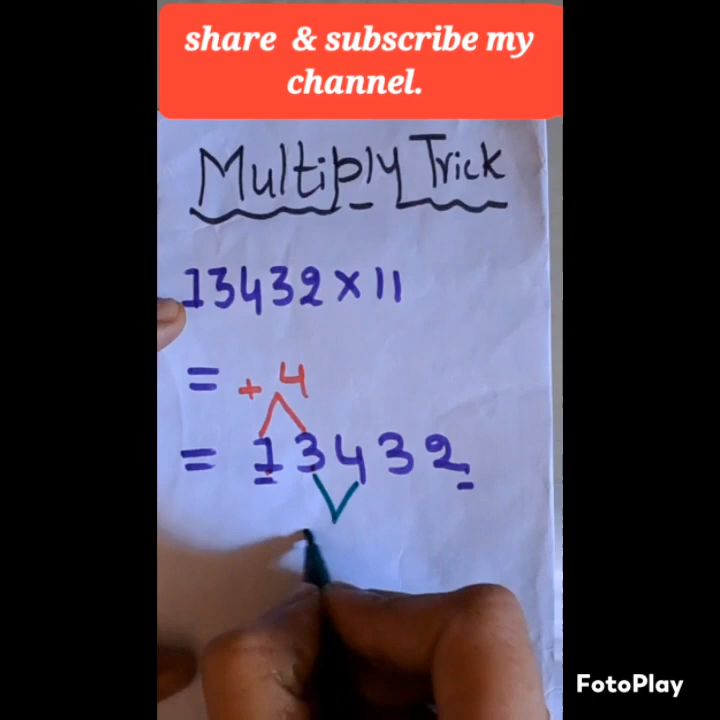 share & subscribe my
channel.
Multiply Trick
13432 × 11
= + 4
= 13432
FotoPlay